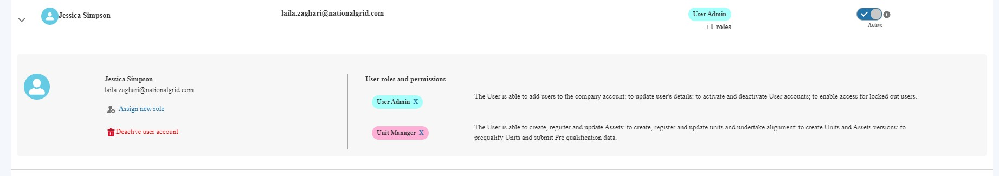 Jessica Simpson
laila.zaghari@nationalgrid.com
User Admin
+1 roles
Active
Jessica Simpson
laila.zaghari@nationalgrid.com
Assign new role
Deactive user account
User roles and permissions
User Admin X
The User is able to add users to the company account: to update user's details: to activate and deactivate User accounts; to enable access for locked out users.
Unit Manager X
The User is able to create, register and update Assets: to create, register and update units and undertake alignment: to create Units and Assets versions: to
prequalify Units and submit Pre qualification data.